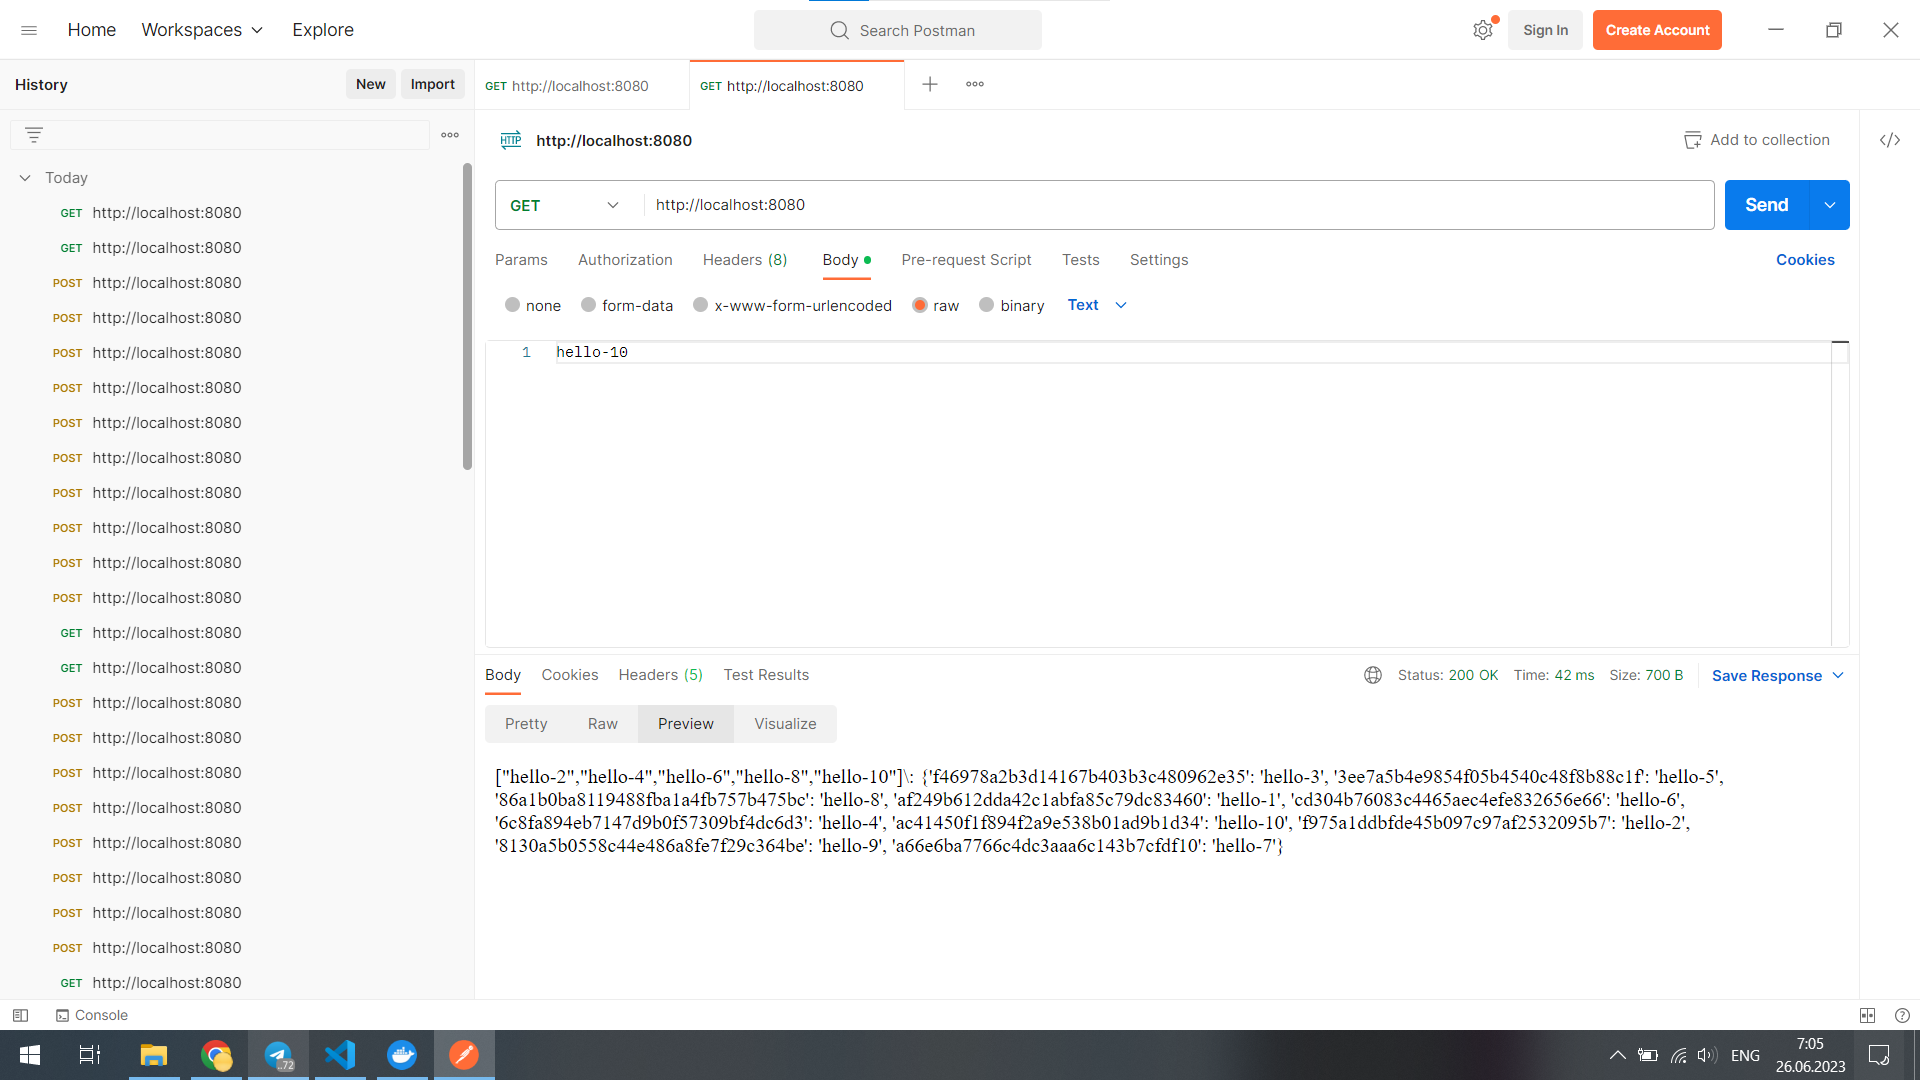 Home
Workspaces
Explore
Search Postman
Sign In
Create Account
History
New
Import
GET http://localhost:8080
GET http://localhost:8080
Today
GET http://localhost:8080
GET http://localhost:8080
POST http://localhost:8080
POST http://localhost:8080
POST http://localhost:8080
POST http://localhost:8080
POST http://localhost:8080
POST http://localhost:8080
POST http://localhost:8080
POST http://localhost:8080
POST http://localhost:8080
POST http://localhost:8080
GET http://localhost:8080
GET http://localhost:8080
POST http://localhost:8080
POST http://localhost:8080
POST http://localhost:8080
POST http://localhost:8080
POST http://localhost:8080
POST http://localhost:8080
POST http://localhost:8080
POST http://localhost:8080
GET http://localhost:8080
HTTP http://localhost:8080
Add to collection
GET http://localhost:8080
Send
Params Authorization Headers (8) Body Pre-request Script Tests Settings
Cookies
none form-data x-www-form-urlencoded raw binary Text
1 hello-10
Body Cookies Headers (5) Test Results
Status: 200 OK Time: 42 ms Size: 700 B Save Response
Pretty Raw Preview Visualize
["hello-2","hello-4","hello-6","hello-8","hello-10"]\: {'f46978a2b3d14167b403b3c480962e35': 'hello-3', '3ee7a5b4e9854f05b4540c48f8b88c1f': 'hello-5',
'86a1b0ba8119488fba1a4fb757b475bc': 'hello-8', 'af249b612dda42c1abfa85c79dc83460': 'hello-1', 'cd304b76083c4465aec4efe832656e66': 'hello-6',
'6c8fa894eb7147d9b0f57309bf4dc6d3': 'hello-4', 'ac41450f1f894f2a9e538b01ad9b1d34': 'hello-10', 'f975a1ddbfde45b097c97af2532095b7': 'hello-2',
'8130a5b0558c44e486a8fe7f29c364be': 'hello-9', 'a66e6ba7766c4dc3aaa6c143b7cfdf10': 'hello-7'}
Console
..72
ENG
7:05
26.06.2023